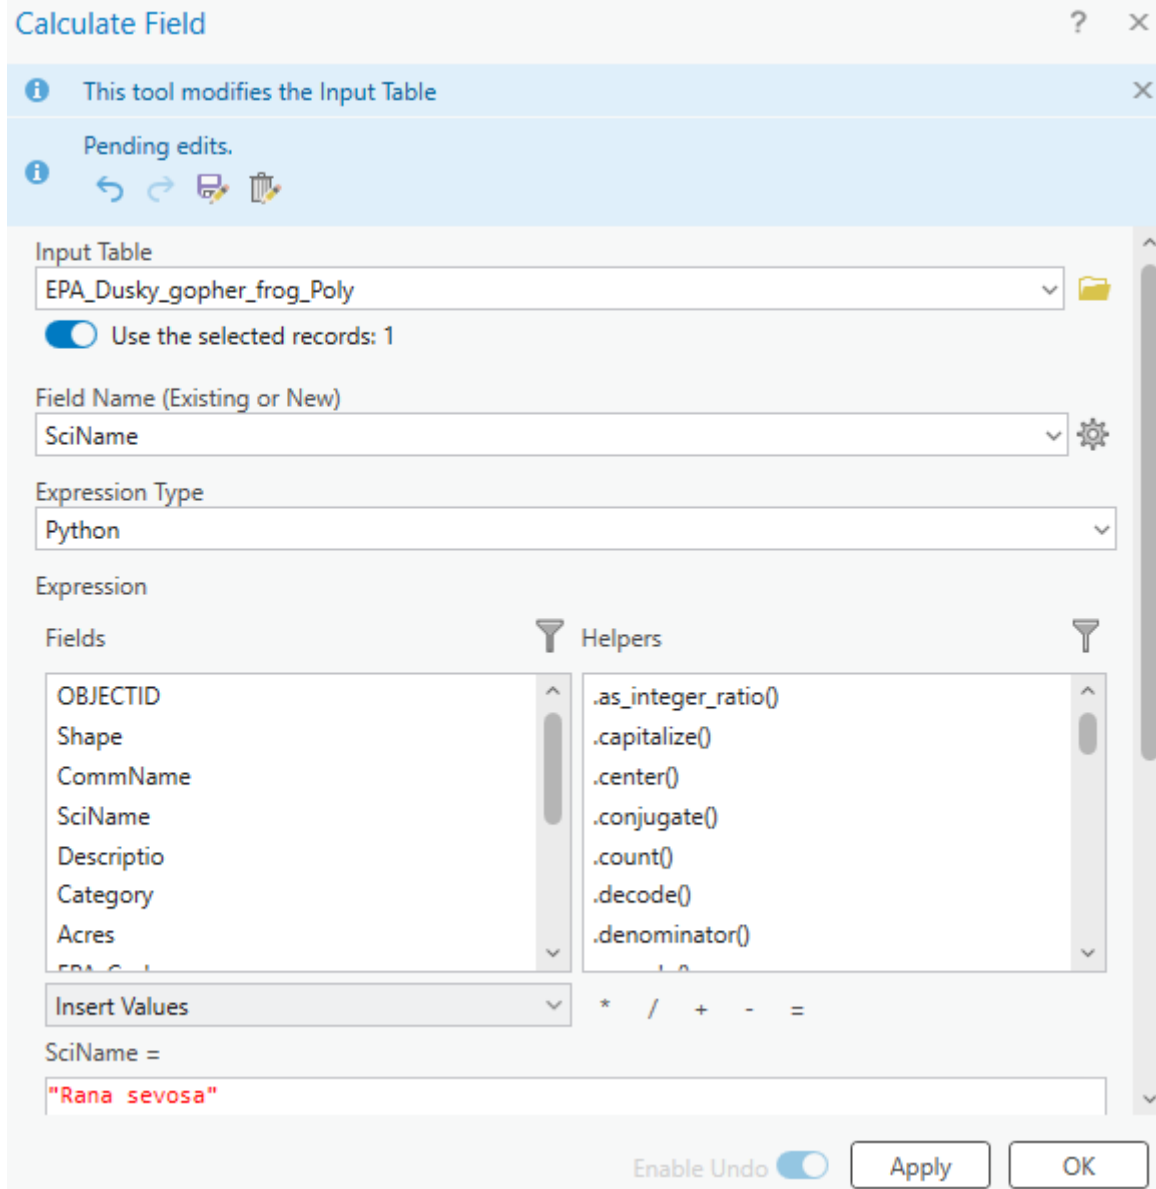 Calculate Field ?
This tool modifies the Input Table
Pending edits.
Input Table
EPA_Dusky_gopher_frog_Poly
Use the selected records: 1
Field Name (Existing or New)
SciName
Expression Type
Python
Expression
Fields
OBJECTID
Shape
CommName
SciName
Descriptio
Category
Acres
Helpers
.as_integer_ratio()
.capitalize()
.center()
.conjugate()
.count()
.decode()
.denominator()
Insert Values
* / + - =
SciName =
"Rana sevosa"
Enable Undo
Apply
OK